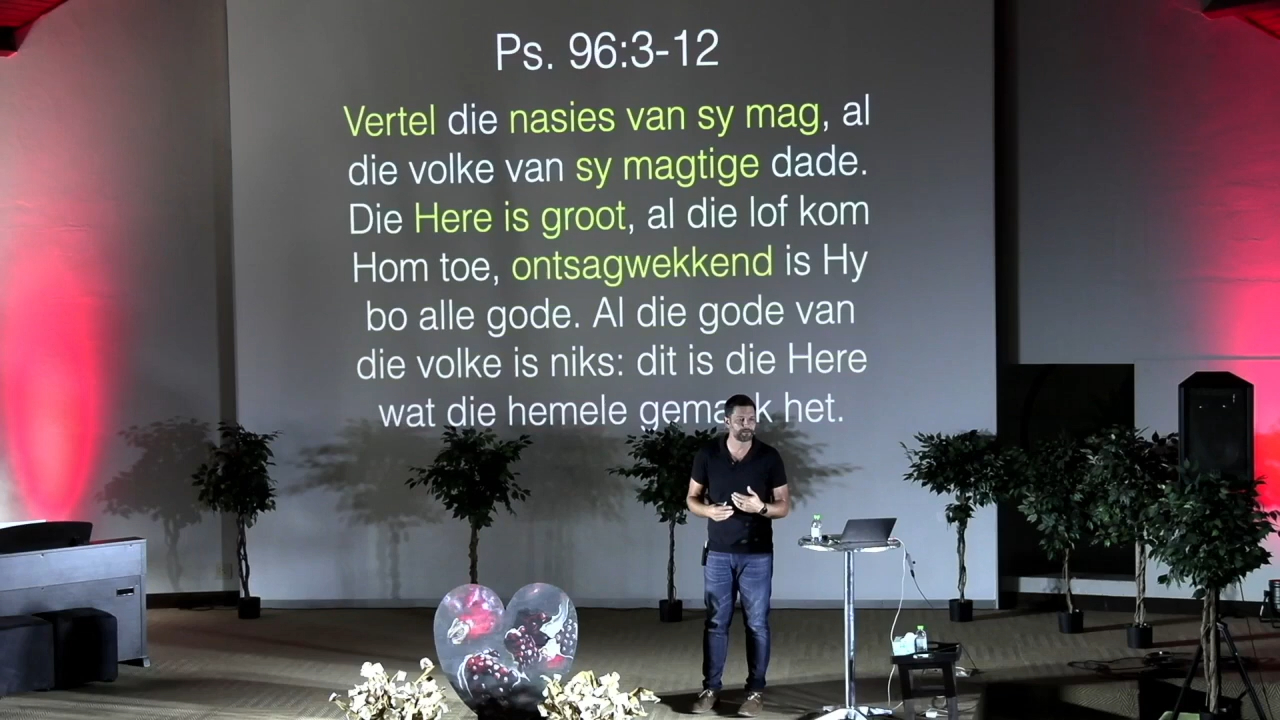 Ps. 96:3-12
Vertel die nasies van sy mag, al
die volke van sy magtige dade.
Die Here is groot, al die lof kom
Hom toe, ontsagwekkend is Hy
bo alle gode. Al die gode van
die volke is niks: dit is die Here
wat die hemele gemaak het.